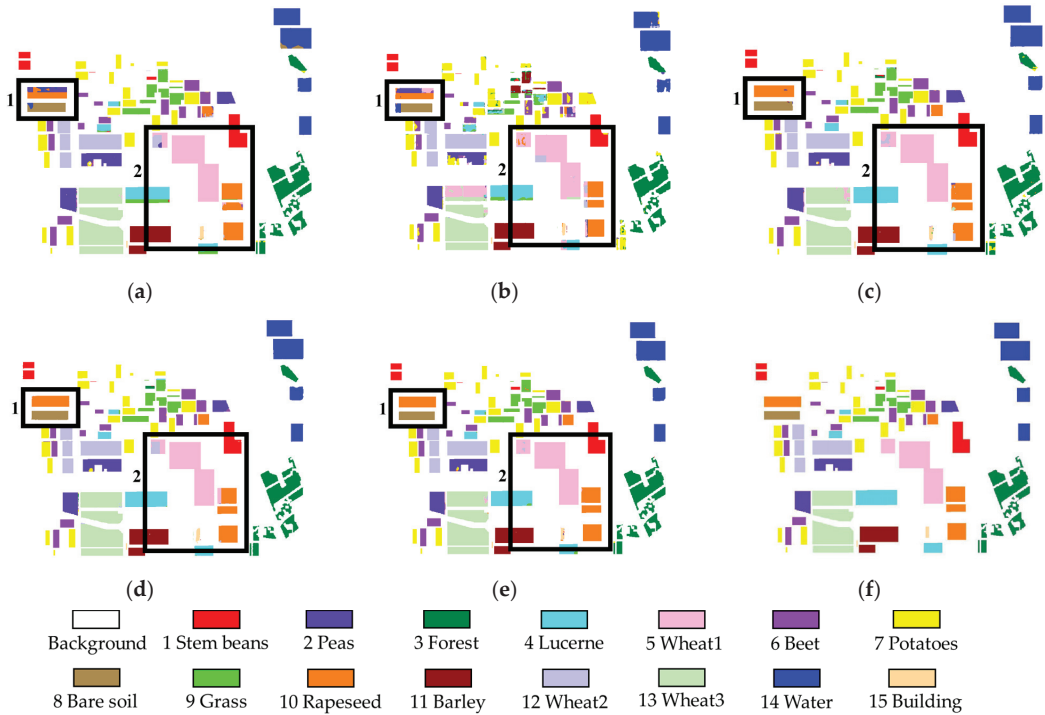 1
2
(a)
1
2
(b)
1
2
(c)
1
2
(d)
1
2
(e)
(f)
Background
1 Stem beans
2 Peas
3 Forest
4 Lucerne
5 Wheat1
6 Beet
7 Potatoes
8 Bare soil
9 Grass
10 Rapeseed
11 Barley
12 Wheat2
13 Wheat3
14 Water
15 Building